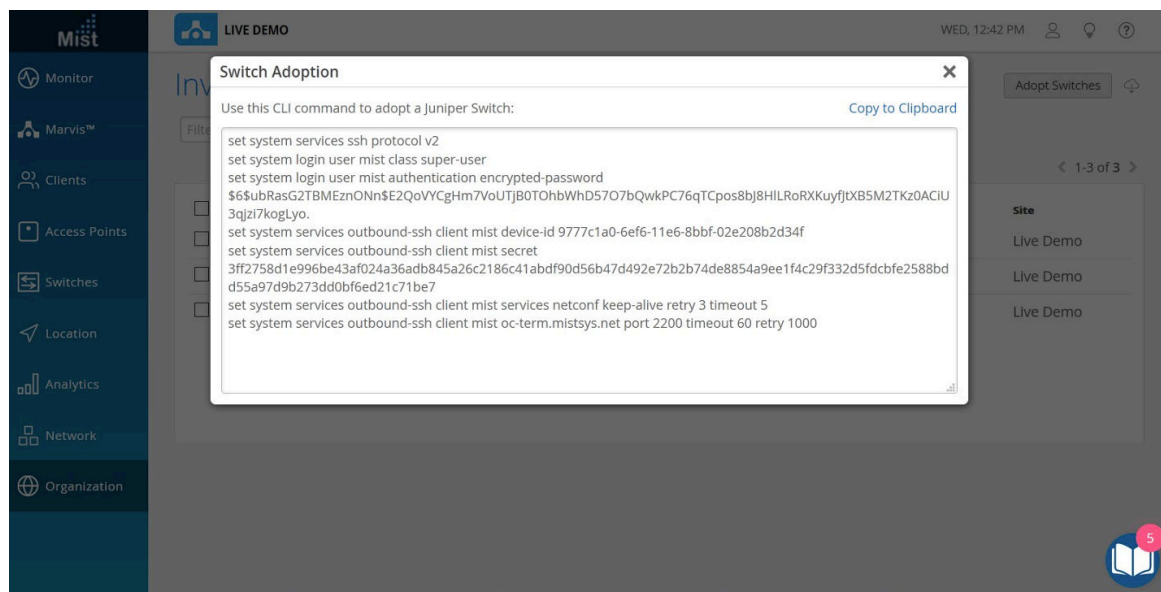 Mist
LIVE DEMO
WED, 12:42 PM
Monitor
Marvis™
Clients
Access Points
Switches
Location
Analytics
Network
Organization
Inv
Adopt Switches
Filte
1-3 of 3
Site
Live Demo
Live Demo
Live Demo
Switch Adoption
Use this CLI command to adopt a Juniper Switch:
Copy to Clipboard
set system services ssh protocol v2
set system login user mist class super-user
set system login user mist authentication encrypted-password
$6$ubRasG2TBMEznONn$E2QoVYCgHm7VoUTjB0TOhbWhD57O7bQwkPC76qTCpos8bJ8HlLRoRXKuyfJtXB5M2TKz0ACiU
3qjzi7kogLyo.
set system services outbound-ssh client mist device-id 9777c1a0-6ef6-11e6-8bbf-02e208b2d34f
set system services outbound-ssh client mist secret
3ff2758d1e996be43af024a36adb845a26c2186c41abdf90d56b47d492e72b2b74de8854a9ee1f4c29f332d5fdcbfe2588bd
d55a97d9b273dd0bf6ed21c71be7
set system services outbound-ssh client mist services netconf keep-alive retry 3 timeout 5
set system services outbound-ssh client mist oc-term.mistsys.net port 2200 timeout 60 retry 1000
5